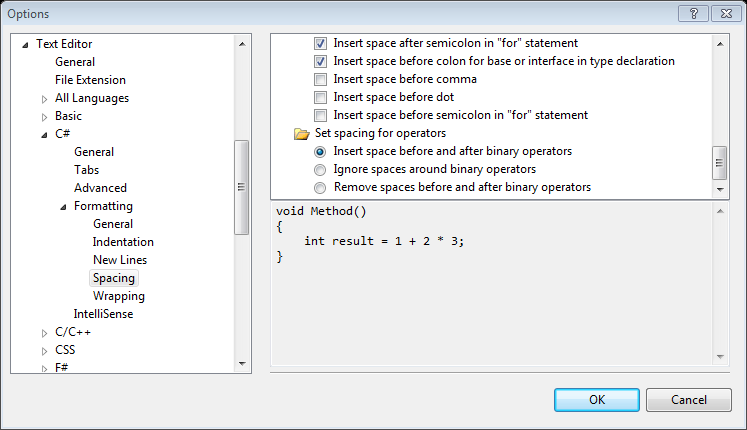 Options
Text Editor
General
File Extension
All Languages
Basic
C#
General
Tabs
Advanced
Formatting
General
Indentation
New Lines
Spacing
Wrapping
IntelliSense
C/C++
CSS
F#
Insert space after semicolon in "for" statement
Insert space before colon for base or interface in type declaration
Insert space before comma
Insert space before dot
Insert space before semicolon in "for" statement
Set spacing for operators
Insert space before and after binary operators
Ignore spaces around binary operators
Remove spaces before and after binary operators
void Method()
{
    int result = 1 + 2 * 3;
}
OK
Cancel